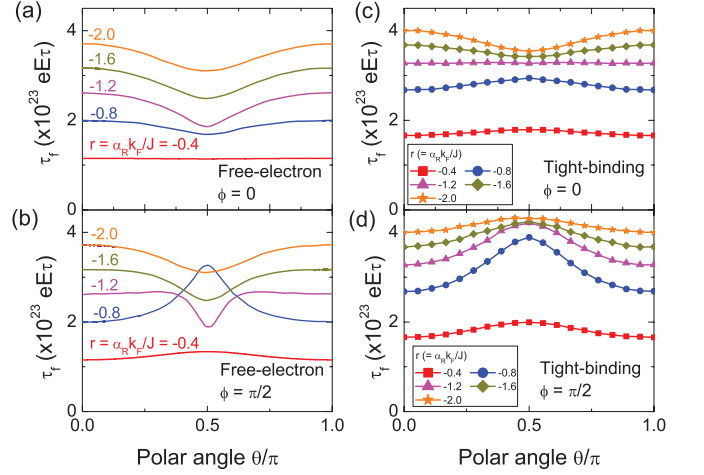 (a)
-2.0
-1.6
-1.2
-0.8
r = α_R k_F/J = -0.4
Free-electron
ϕ = 0
τ_f (x10^23 eEτ)
4
2
0
(c)
τ_f (x10^23 eEτ)
4
2
0
r (= α_R k_F/J)
-0.4 -0.8
-1.2 -1.6
-2.0
Tight-binding
ϕ = 0
(b)
-2.0
-1.6
-1.2
-0.8
r = α_R k_F/J = -0.4
Free-electron
ϕ = π/2
τ_f (x10^23 eEτ)
4
2
0
0.0 0.5 1.0
Polar angle θ/π
(d)
τ_f (x10^23 eEτ)
4
2
0
r (= α_R k_F/J)
-0.4 -0.8
-1.2 -1.6
-2.0
Tight-binding
ϕ = π/2
0.0 0.5 1.0
Polar angle θ/π